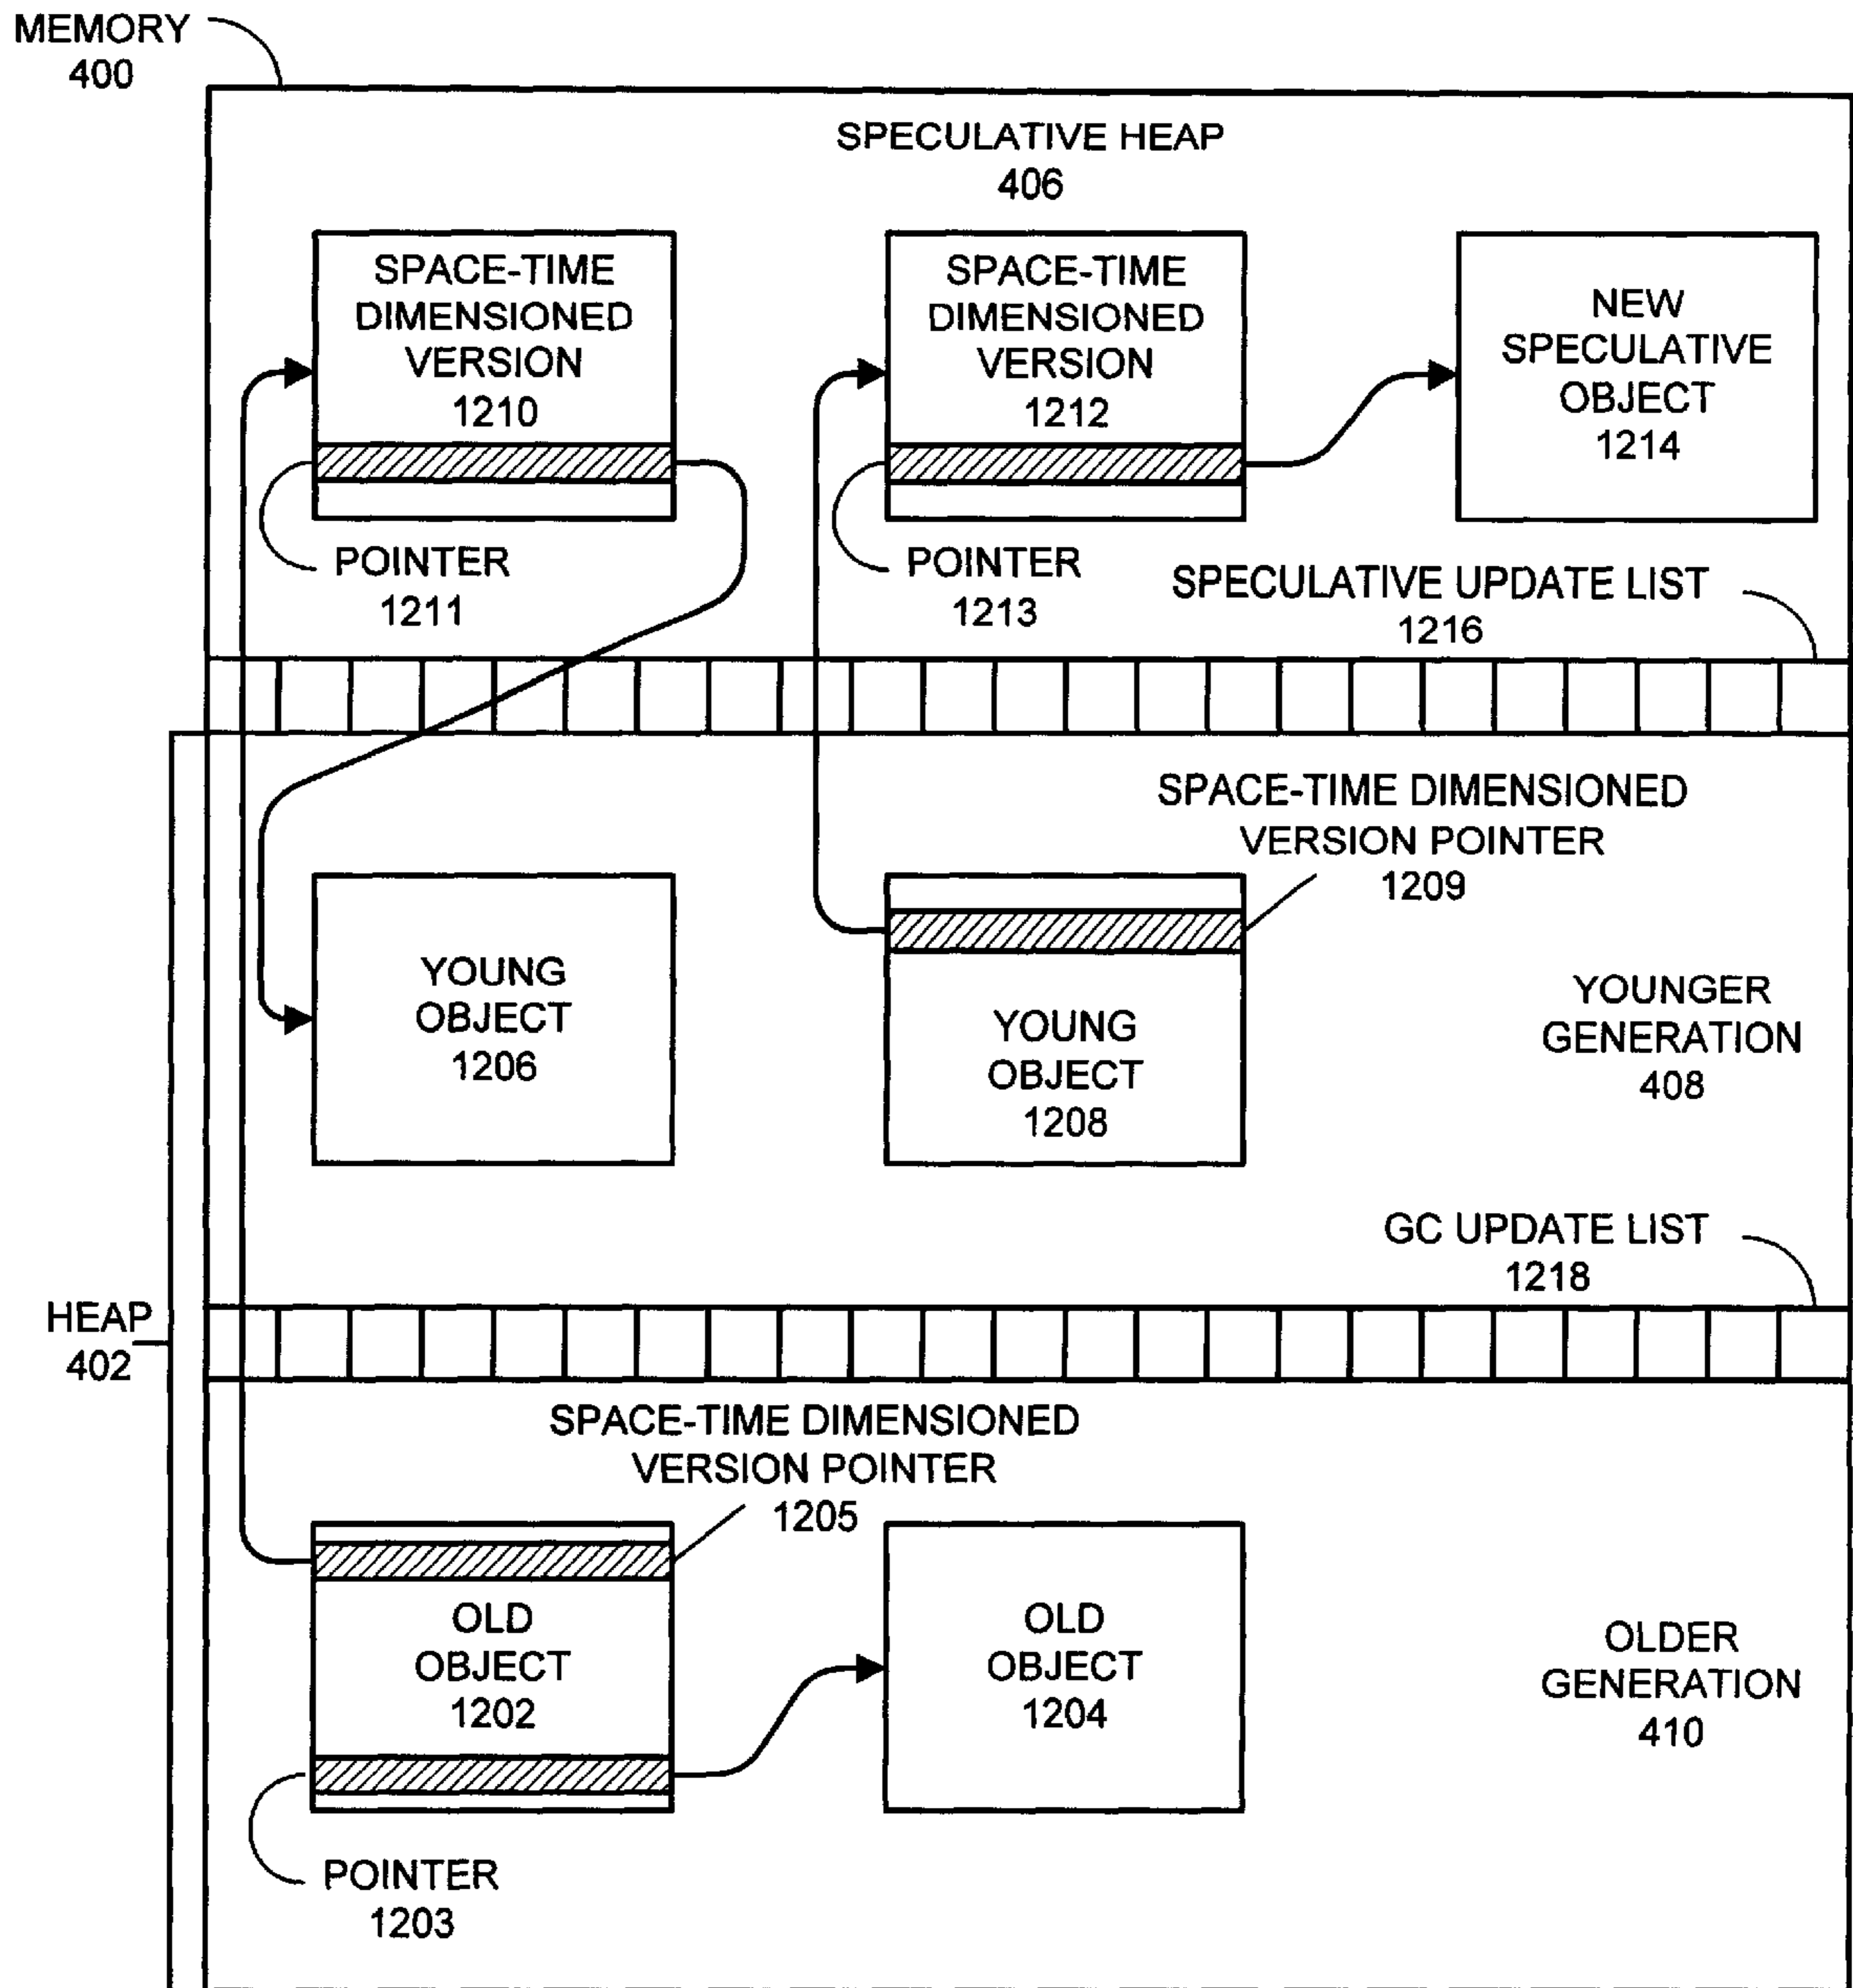 MEMORY
400
SPECULATIVE HEAP
406
SPACE-TIME
DIMENSIONED
VERSION
1210
SPACE-TIME
DIMENSIONED
VERSION
1212
NEW
SPECULATIVE
OBJECT
1214
POINTER
1211
POINTER
1213
SPECULATIVE UPDATE LIST
1216
SPACE-TIME DIMENSIONED
VERSION POINTER
1209
YOUNG
OBJECT
1206
YOUNG
OBJECT
1208
YOUNGER
GENERATION
408
GC UPDATE LIST
1218
HEAP
402
SPACE-TIME DIMENSIONED
VERSION POINTER
1205
OLD
OBJECT
1202
OLD
OBJECT
1204
OLDER
GENERATION
410
POINTER
1203